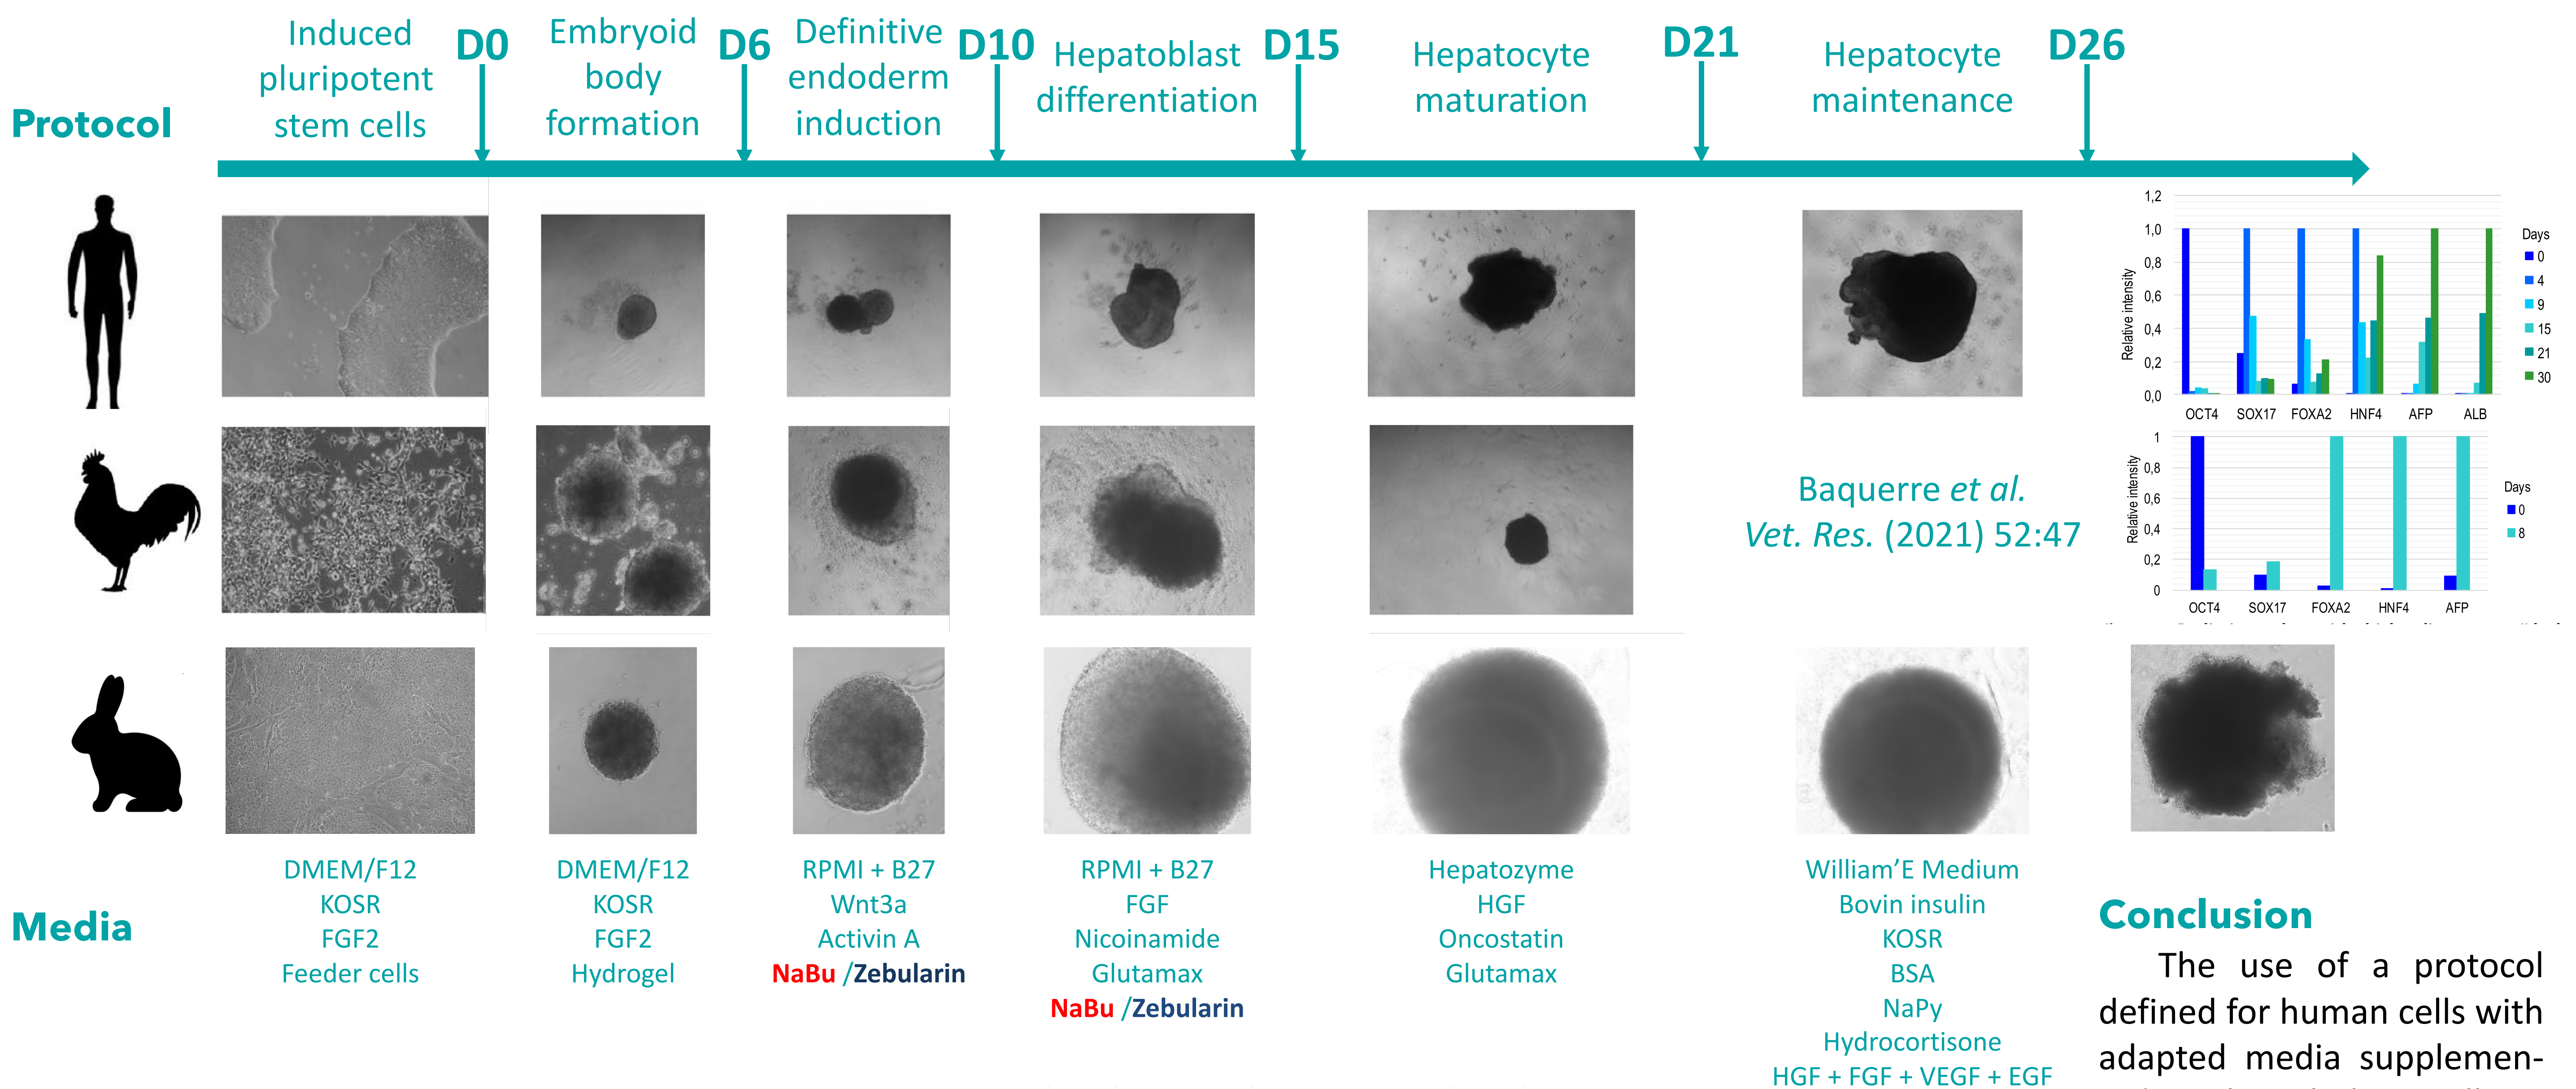 Induced
pluripotent
stem cells
D0
Embryoid
body
formation
D6
Definitive
endoderm
induction
D10
Hepatoblast
differentiation
D15
Hepatocyte
maturation
D21
Hepatocyte
maintenance
D26
Protocol
1,2
1,0
0,8
0,6
0,4
0,2
0,0
Relative intensity
OCT4 SOX17 FOXA2 HNF4 AFP ALB
Days
0
4
9
15
21
30
Baquerre et al.
Vet. Res. (2021) 52:47
1
0,8
0,6
0,4
0,2
0
Relative intensity
OCT4 SOX17 FOXA2 HNF4 AFP
Days
0
8
Media
DMEM/F12
KOSR
FGF2
Feeder cells
DMEM/F12
KOSR
FGF2
Hydrogel
RPMI + B27
Wnt3a
Activin A
NaBu /Zebularin
RPMI + B27
FGF
Nicoinamide
Glutamax
NaBu /Zebularin
Hepatozyme
HGF
Oncostatin
Glutamax
William’E Medium
Bovin insulin
KOSR
BSA
NaPy
Hydrocortisone
HGF + FGF + VEGF + EGF
Conclusion
The use of a protocol
defined for human cells with
adapted media supplemen-